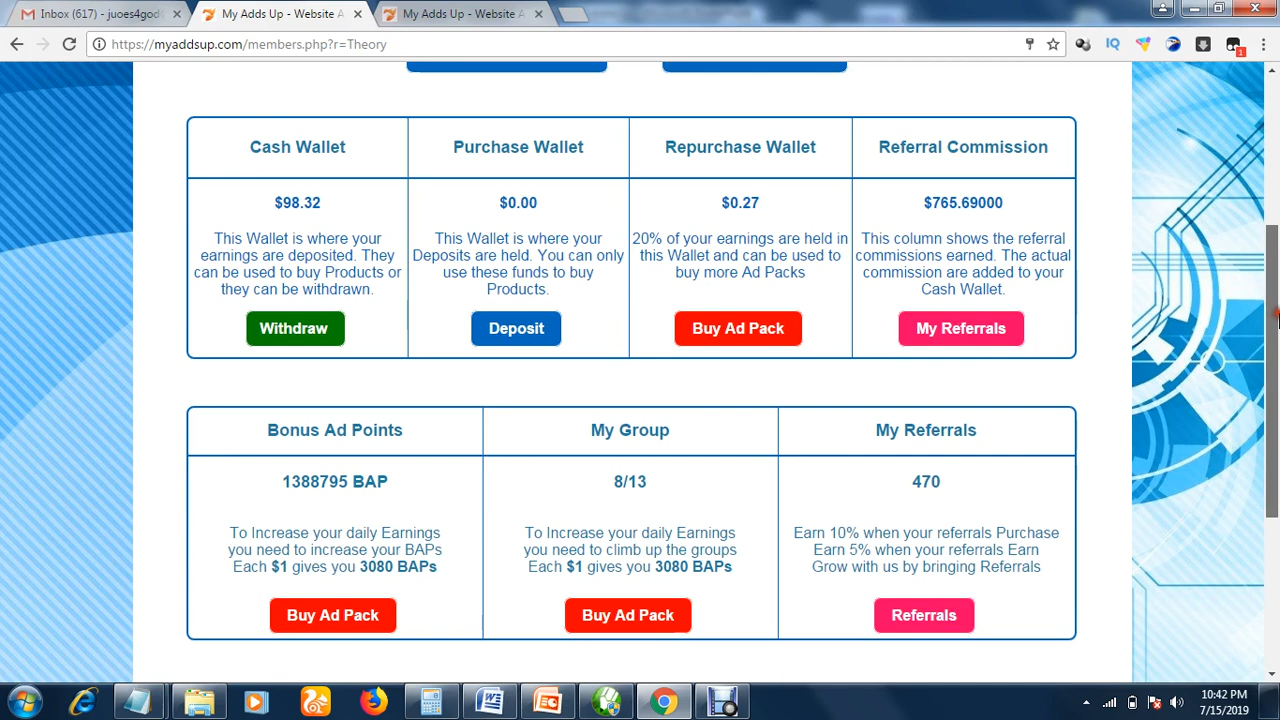 Inbox (617) - juoes4god
My Adds Up - Website A
My Adds Up - Website A
https://myaddsup.com/members.php?r=Theory
IQ
1
Cash Wallet
Purchase Wallet
Repurchase Wallet
Referral Commission
$98.32
$0.00
$0.27
$765.69000
This Wallet is where your
earnings are deposited. They
can be used to buy Products or
they can be withdrawn.
This Wallet is where your
Deposits are held. You can only
use these funds to buy
Products.
20% of your earnings are held in
this Wallet and can be used to
buy more Ad Packs
This column shows the referral
commissions earned. The actual
commission are added to your
Cash Wallet.
Withdraw
Deposit
Buy Ad Pack
My Referrals
Bonus Ad Points
My Group
My Referrals
1388795 BAP
8/13
470
To Increase your daily Earnings
you need to increase your BAPs
Each $1 gives you 3080 BAPs
To Increase your daily Earnings
you need to climb up the groups
Each $1 gives you 3080 BAPs
Earn 10% when your referrals Purchase
Earn 5% when your referrals Earn
Grow with us by bringing Referrals
Buy Ad Pack
Buy Ad Pack
Referrals
10:42 PM
7/15/2019